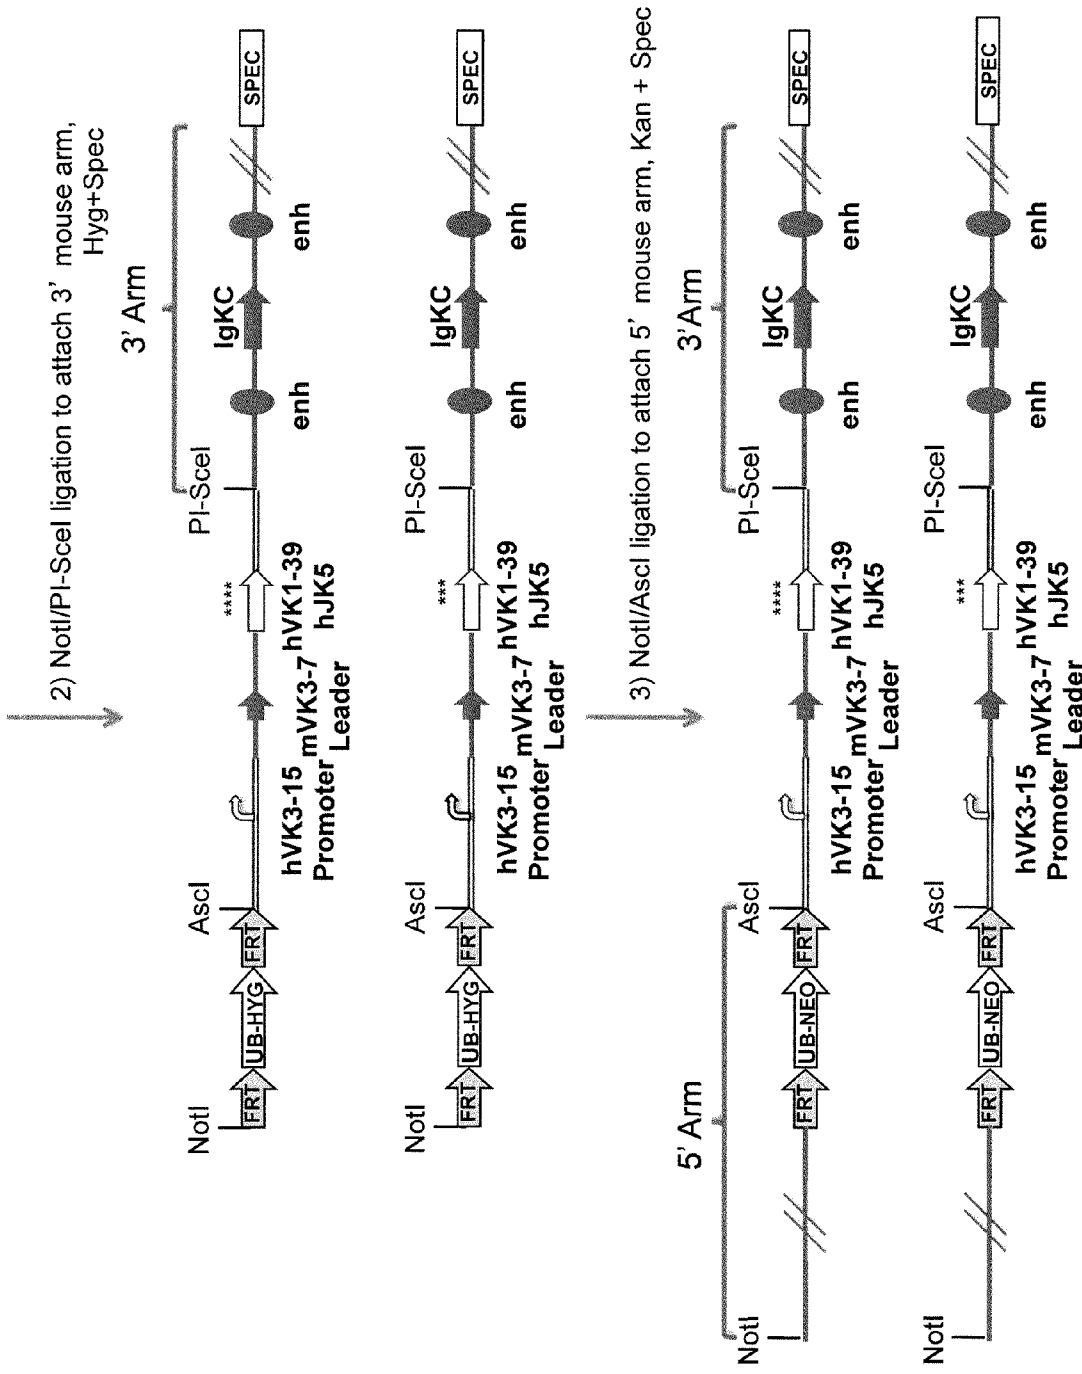 2) NotI/PI-SceI ligation to attach 3’ mouse arm,
Hyg+Spec
3’ Arm
NotI
AscI
PI-SceI
FRT
UB-HYG
FRT
****
IgKC
SPEC
hVK3-15
Promoter
mVK3-7
Leader
hVK1-39
hJK5
enh
enh
NotI
AscI
PI-SceI
FRT
UB-HYG
FRT
***
IgKC
SPEC
hVK3-15
Promoter
mVK3-7
Leader
hVK1-39
hJK5
enh
enh
3) NotI/AscI ligation to attach 5’ mouse arm, Kan + Spec
5’ Arm
3’ Arm
NotI
AscI
PI-SceI
FRT
UB-NEO
FRT
****
IgKC
SPEC
hVK3-15
Promoter
mVK3-7
Leader
hVK1-39
hJK5
enh
enh
NotI
AscI
PI-SceI
FRT
UB-NEO
FRT
***
IgKC
SPEC
hVK3-15
Promoter
mVK3-7
Leader
hVK1-39
hJK5
enh
enh